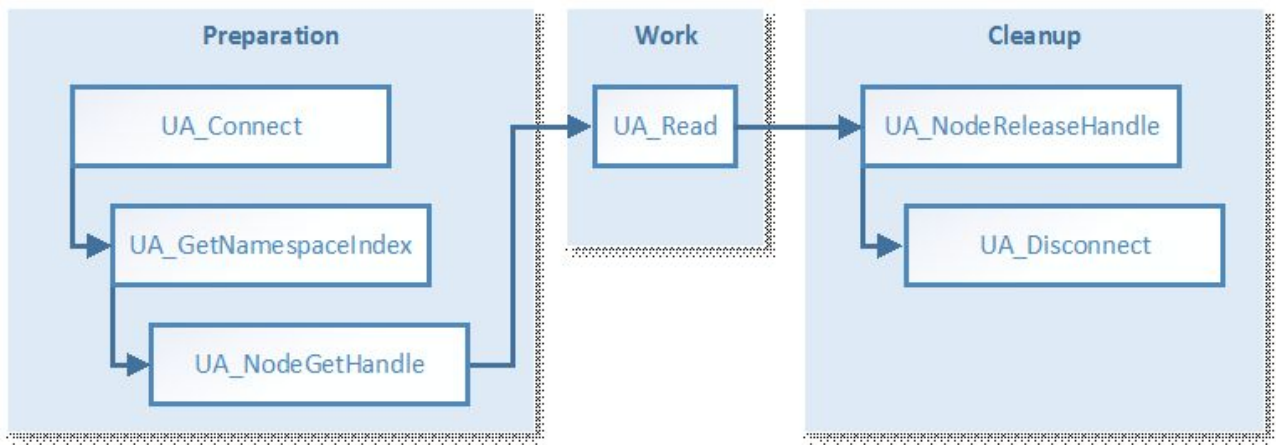 Preparation
UA_Connect
UA_GetNamespaceIndex
UA_NodeGetHandle
Work
UA_Read
Cleanup
UA_NodeReleaseHandle
UA_Disconnect